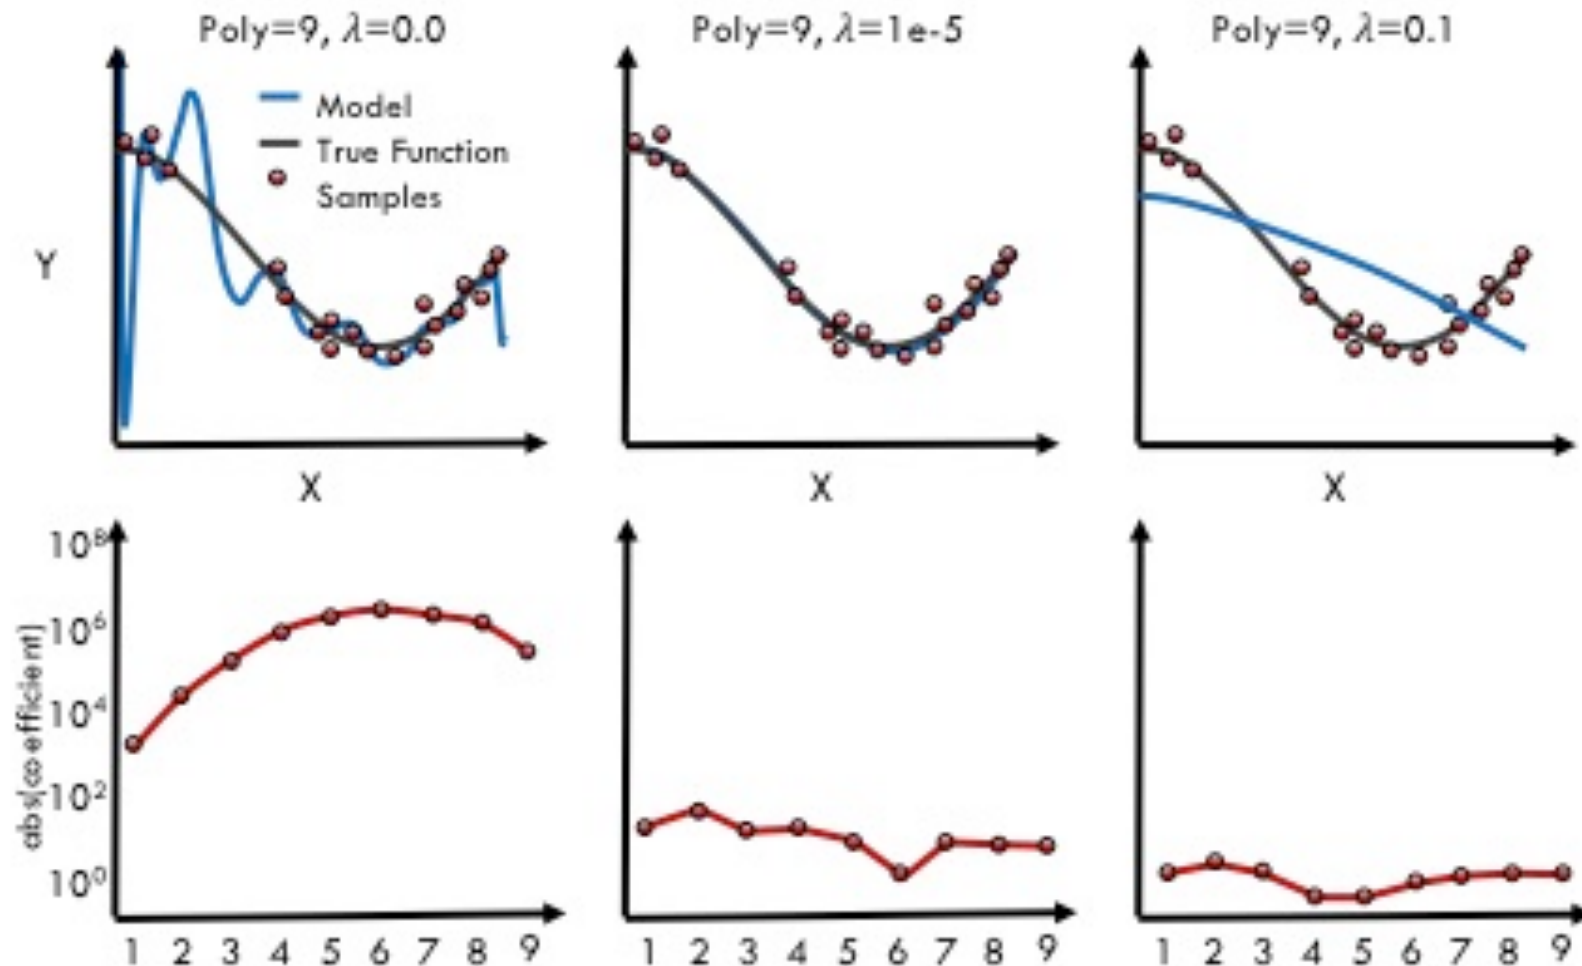 Poly=9, λ=0.0
Poly=9, λ=1e-5
Poly=9, λ=0.1
Model
True Function
Samples
Y
X
X
X
abs(coefficient)
10⁸
10⁶
10⁴
10²
10⁰
1 2 3 4 5 6 7 8 9
1 2 3 4 5 6 7 8 9
1 2 3 4 5 6 7 8 9